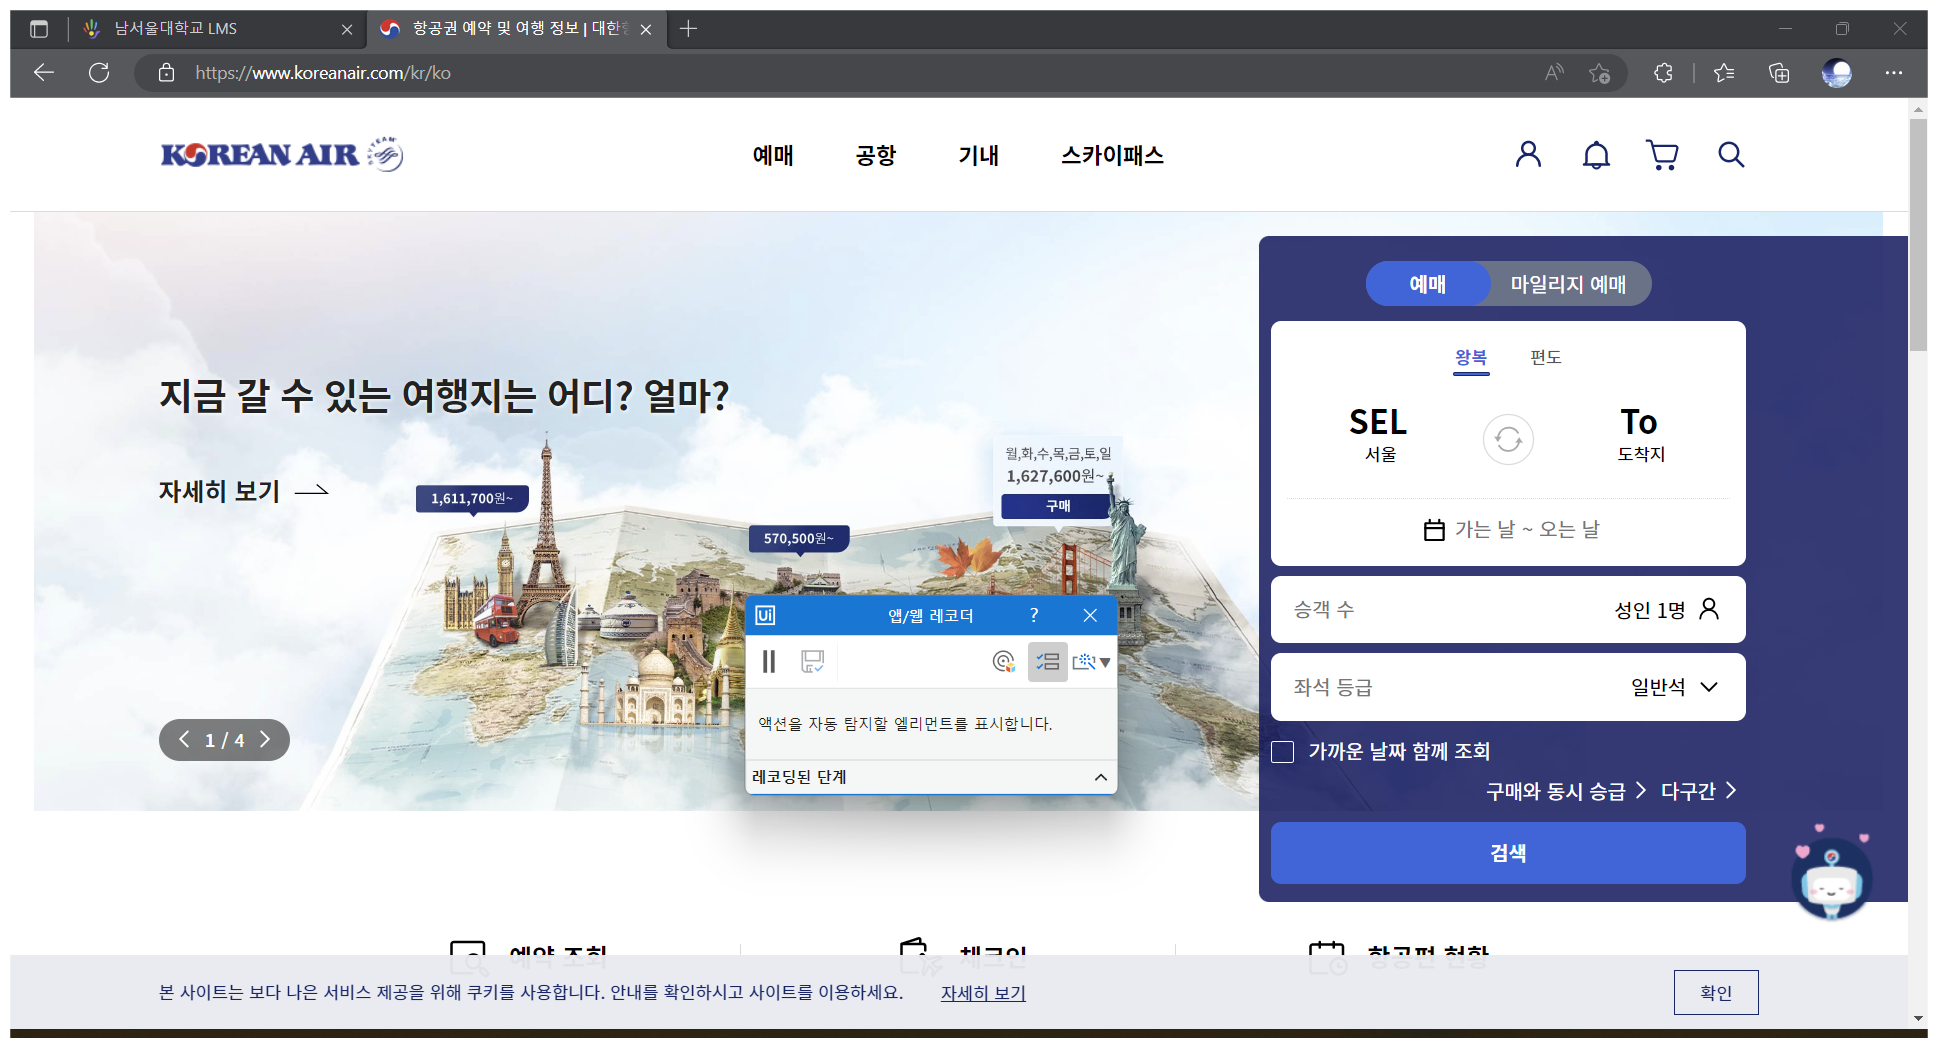 남서울대학교 LMS
항공권 예약 및 여행 정보 | 대한항
https://www.koreanair.com/kr/ko
KOREAN AIR SKYTEAM
예매 공항 기내 스카이패스
예매 마일리지 예매
왕복 편도
SEL To
서울 도착지
가는 날 ~ 오는 날
승객 수 성인 1명
좌석 등급 일반석
가까운 날짜 함께 조회
구매와 동시 승급 다구간
검색
지금 갈 수 있는 여행지는 어디? 얼마?
자세히 보기
1,611,700원~
570,500원~
월,화,수,목,금,토,일
1,627,600원~
구매
1 / 4
Ui 앱/웹 레코더 ?
액션을 자동 탐지할 엘리먼트를 표시합니다.
레코딩된 단계
예약 조회 체크인 항공편 현황
본 사이트는 보다 나은 서비스 제공을 위해 쿠키를 사용합니다. 안내를 확인하시고 사이트를 이용하세요. 자세히 보기 확인